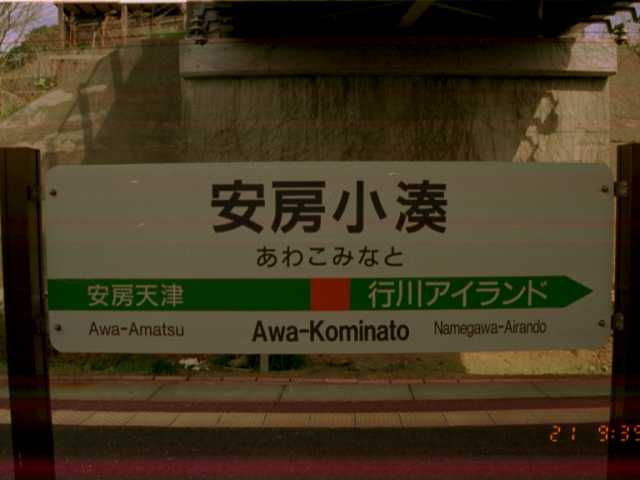 安房小湊
あわこみなと
安房天津 行川アイランド
Awa-Amatsu Awa-Kominato Namegawa-Airando
21 9:39